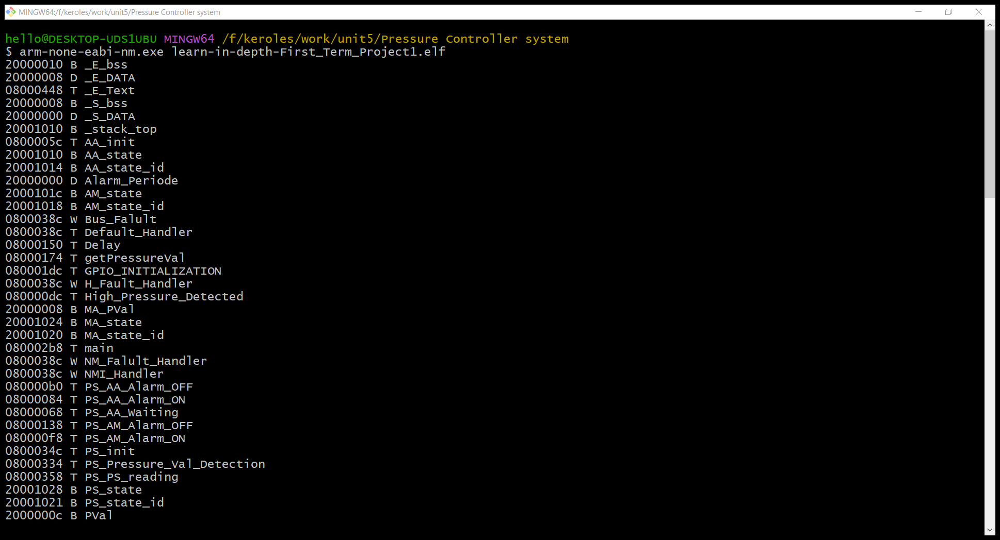 MINGW64:/f/keroles/work/unit5/Pressure Controller system
hello@DESKTOP-UDS1UBU MINGW64 /f/keroles/work/unit5/Pressure Controller system
$ arm-none-eabi-nm.exe learn-in-depth-First_Term_Project1.elf
20000010 B _E_bss
20000008 D _E_DATA
08000448 T _E_Text
20000008 B _S_bss
20000000 D _S_DATA
20001010 B _stack_top
0800005c T AA_init
20001010 B AA_state
20001014 B AA_state_id
20000000 D Alarm_Periode
2000101c B AM_state
20001018 B AM_state_id
0800038c W Bus_Falult
0800038c T Default_Handler
08000150 T Delay
08000174 T getPressureVal
080001dc T GPIO_INITIALIZATION
0800038c W H_Fault_Handler
080000dc T High_Pressure_Detected
20000008 B MA_PVal
20001024 B MA_state
20001020 B MA_state_id
080002b8 T main
0800038c W NM_Falult_Handler
0800038c W NMI_Handler
080000b0 T PS_AA_Alarm_OFF
08000084 T PS_AA_Alarm_ON
08000068 T PS_AA_Waiting
08000138 T PS_AM_Alarm_OFF
080000f8 T PS_AM_Alarm_ON
0800034c T PS_init
08000334 T PS_Pressure_Val_Detection
08000358 T PS_PS_reading
20001028 B PS_state
20001021 B PS_state_id
2000000c B PVal